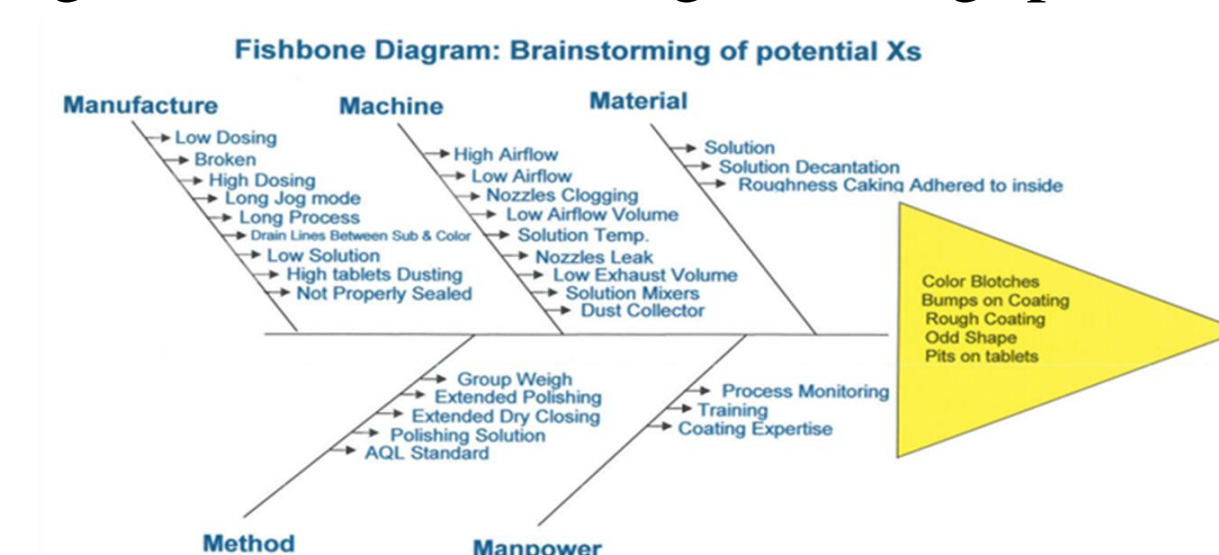 Fishbone Diagram: Brainstorming of potential Xs
Manufacture
Low Dosing
Broken
High Dosing
Long Jog mode
Long Process
Drain Lines Between Sub & Color
Low Solution
High tablets Dusting
Not Properly Sealed
Machine
High Airflow
Low Airflow
Nozzles Clogging
Low Airflow Volume
Solution Temp.
Nozzles Leak
Low Exhaust Volume
Solution Mixers
Dust Collector
Material
Solution
Solution Decantation
Roughness Caking Adhered to inside
Color Blotches
Bumps on Coating
Rough Coating
Odd Shape
Pits on tablets
Group Weigh
Extended Polishing
Extended Dry Closing
Polishing Solution
AQL Standard
Method
Process Monitoring
Training
Coating Expertise
Manpower